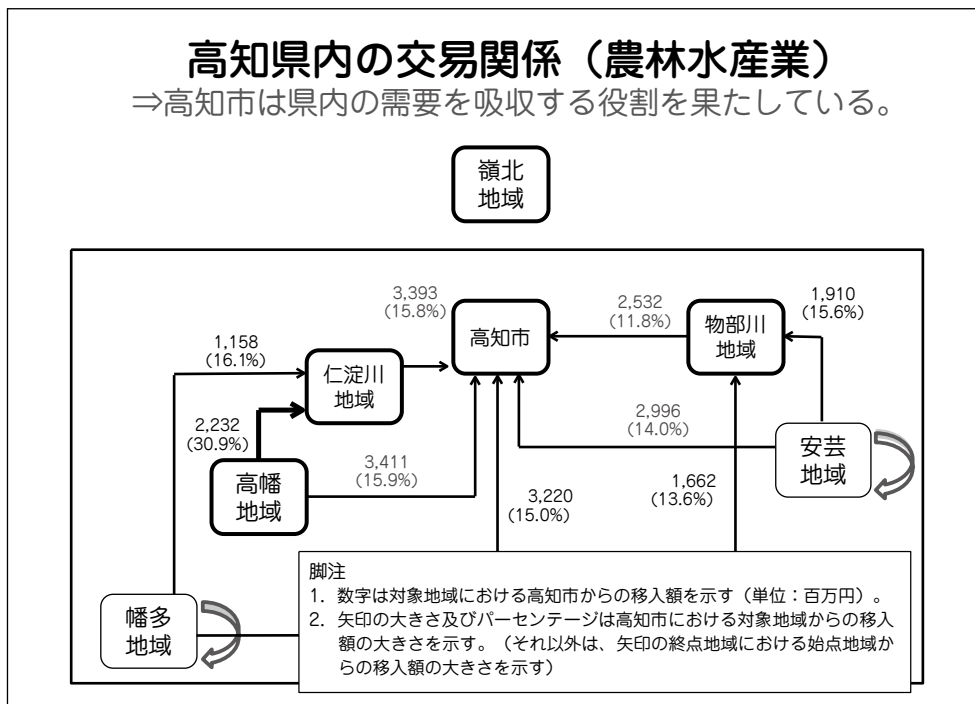 高知県内の交易関係（農林水産業）
⇒高知市は県内の需要を吸収する役割を果たしている。
嶺北
地域
3,393
(15.8%)
高知市
2,532
(11.8%)
物部川
地域
1,910
(15.6%)
1,158
(16.1%)
仁淀川
地域
2,232
(30.9%)
高幡
地域
3,411
(15.9%)
2,996
(14.0%)
安芸
地域
3,220
(15.0%)
1,662
(13.6%)
幡多
地域
脚注
1. 数字は対象地域における高知市からの移入額を示す（単位：百万円）。
2. 矢印の大きさ及びパーセンテージは高知市における対象地域からの移入
額の大きさを示す。（それ以外は、矢印の終点地域における始点地域か
らの移入額の大きさを示す）